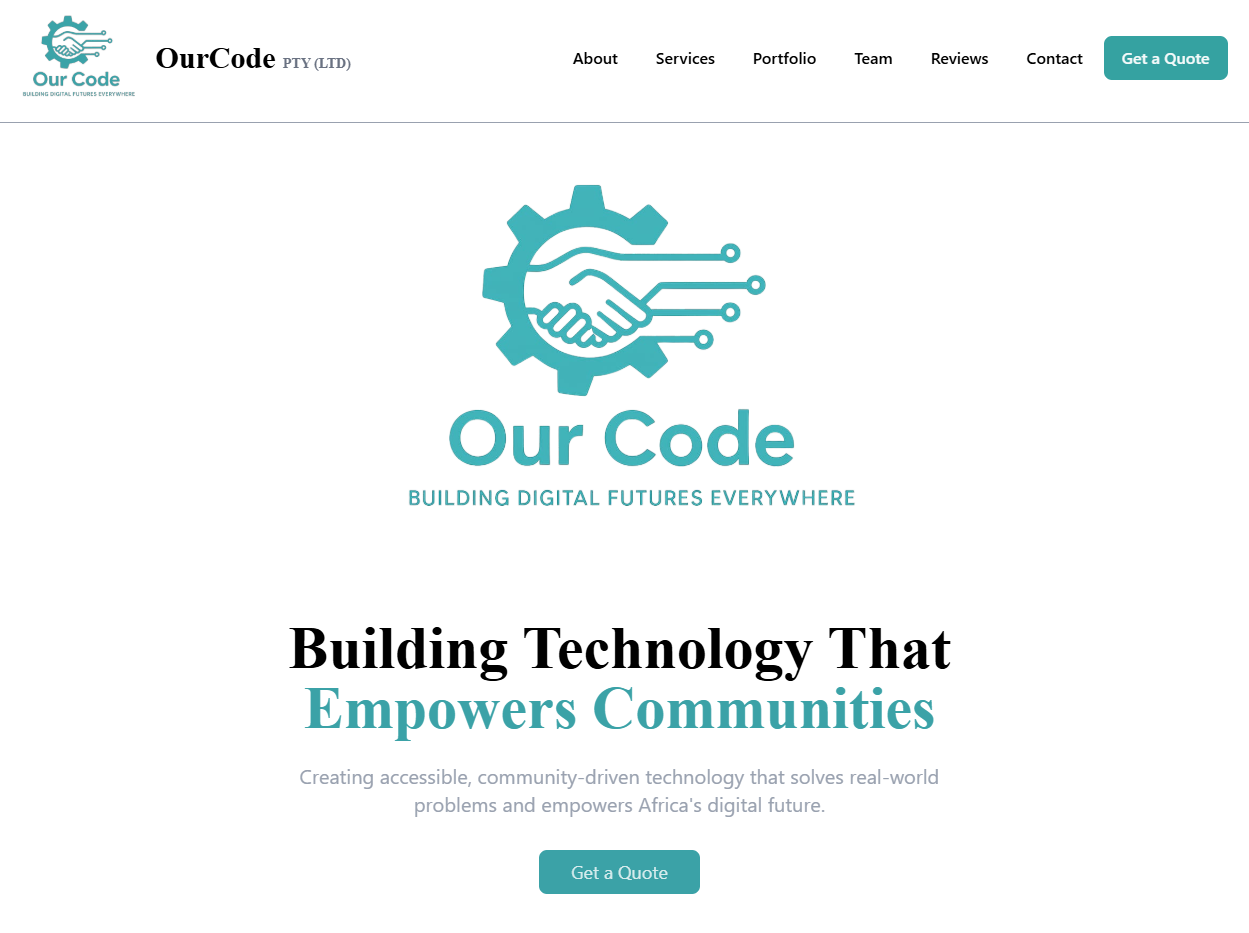 Our Code
BUILDING DIGITAL FUTURES EVERYWHERE
OurCode PTY (LTD)
About
Services
Portfolio
Team
Reviews
Contact
Get a Quote
Our Code
BUILDING DIGITAL FUTURES EVERYWHERE
Building Technology That
Empowers Communities
Creating accessible, community-driven technology that solves real-world
problems and empowers Africa's digital future.
Get a Quote